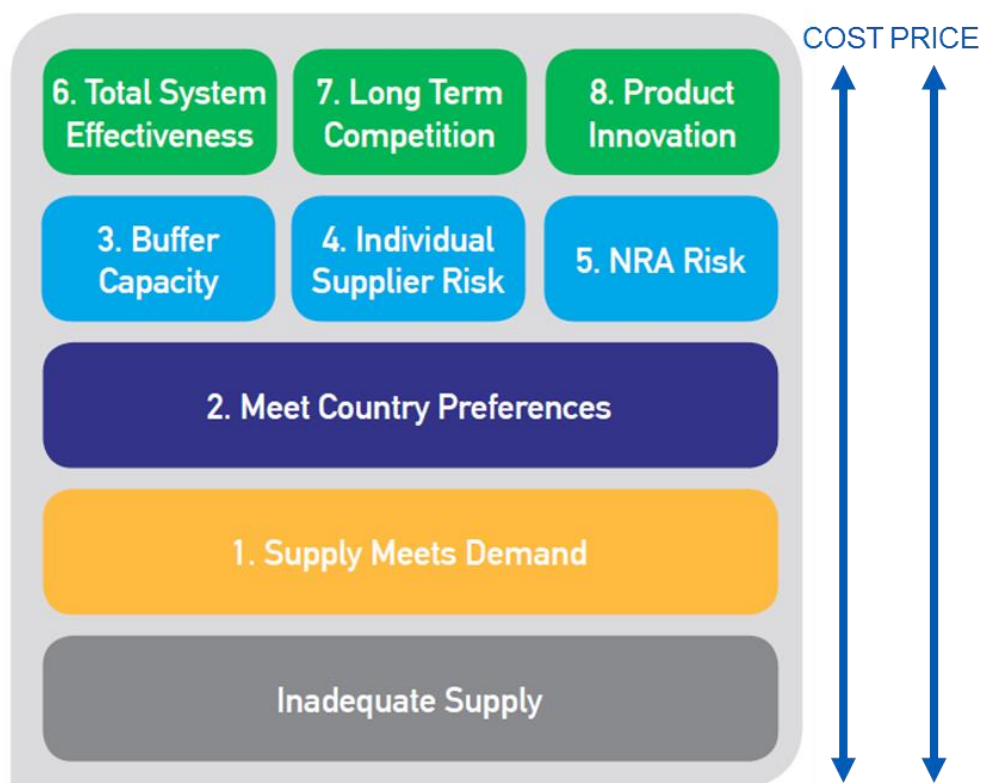 COST PRICE
6. Total System
Effectiveness
7. Long Term
Competition
8. Product
Innovation
3. Buffer
Capacity
4. Individual
Supplier Risk
5. NRA Risk
2. Meet Country Preferences
1. Supply Meets Demand
Inadequate Supply